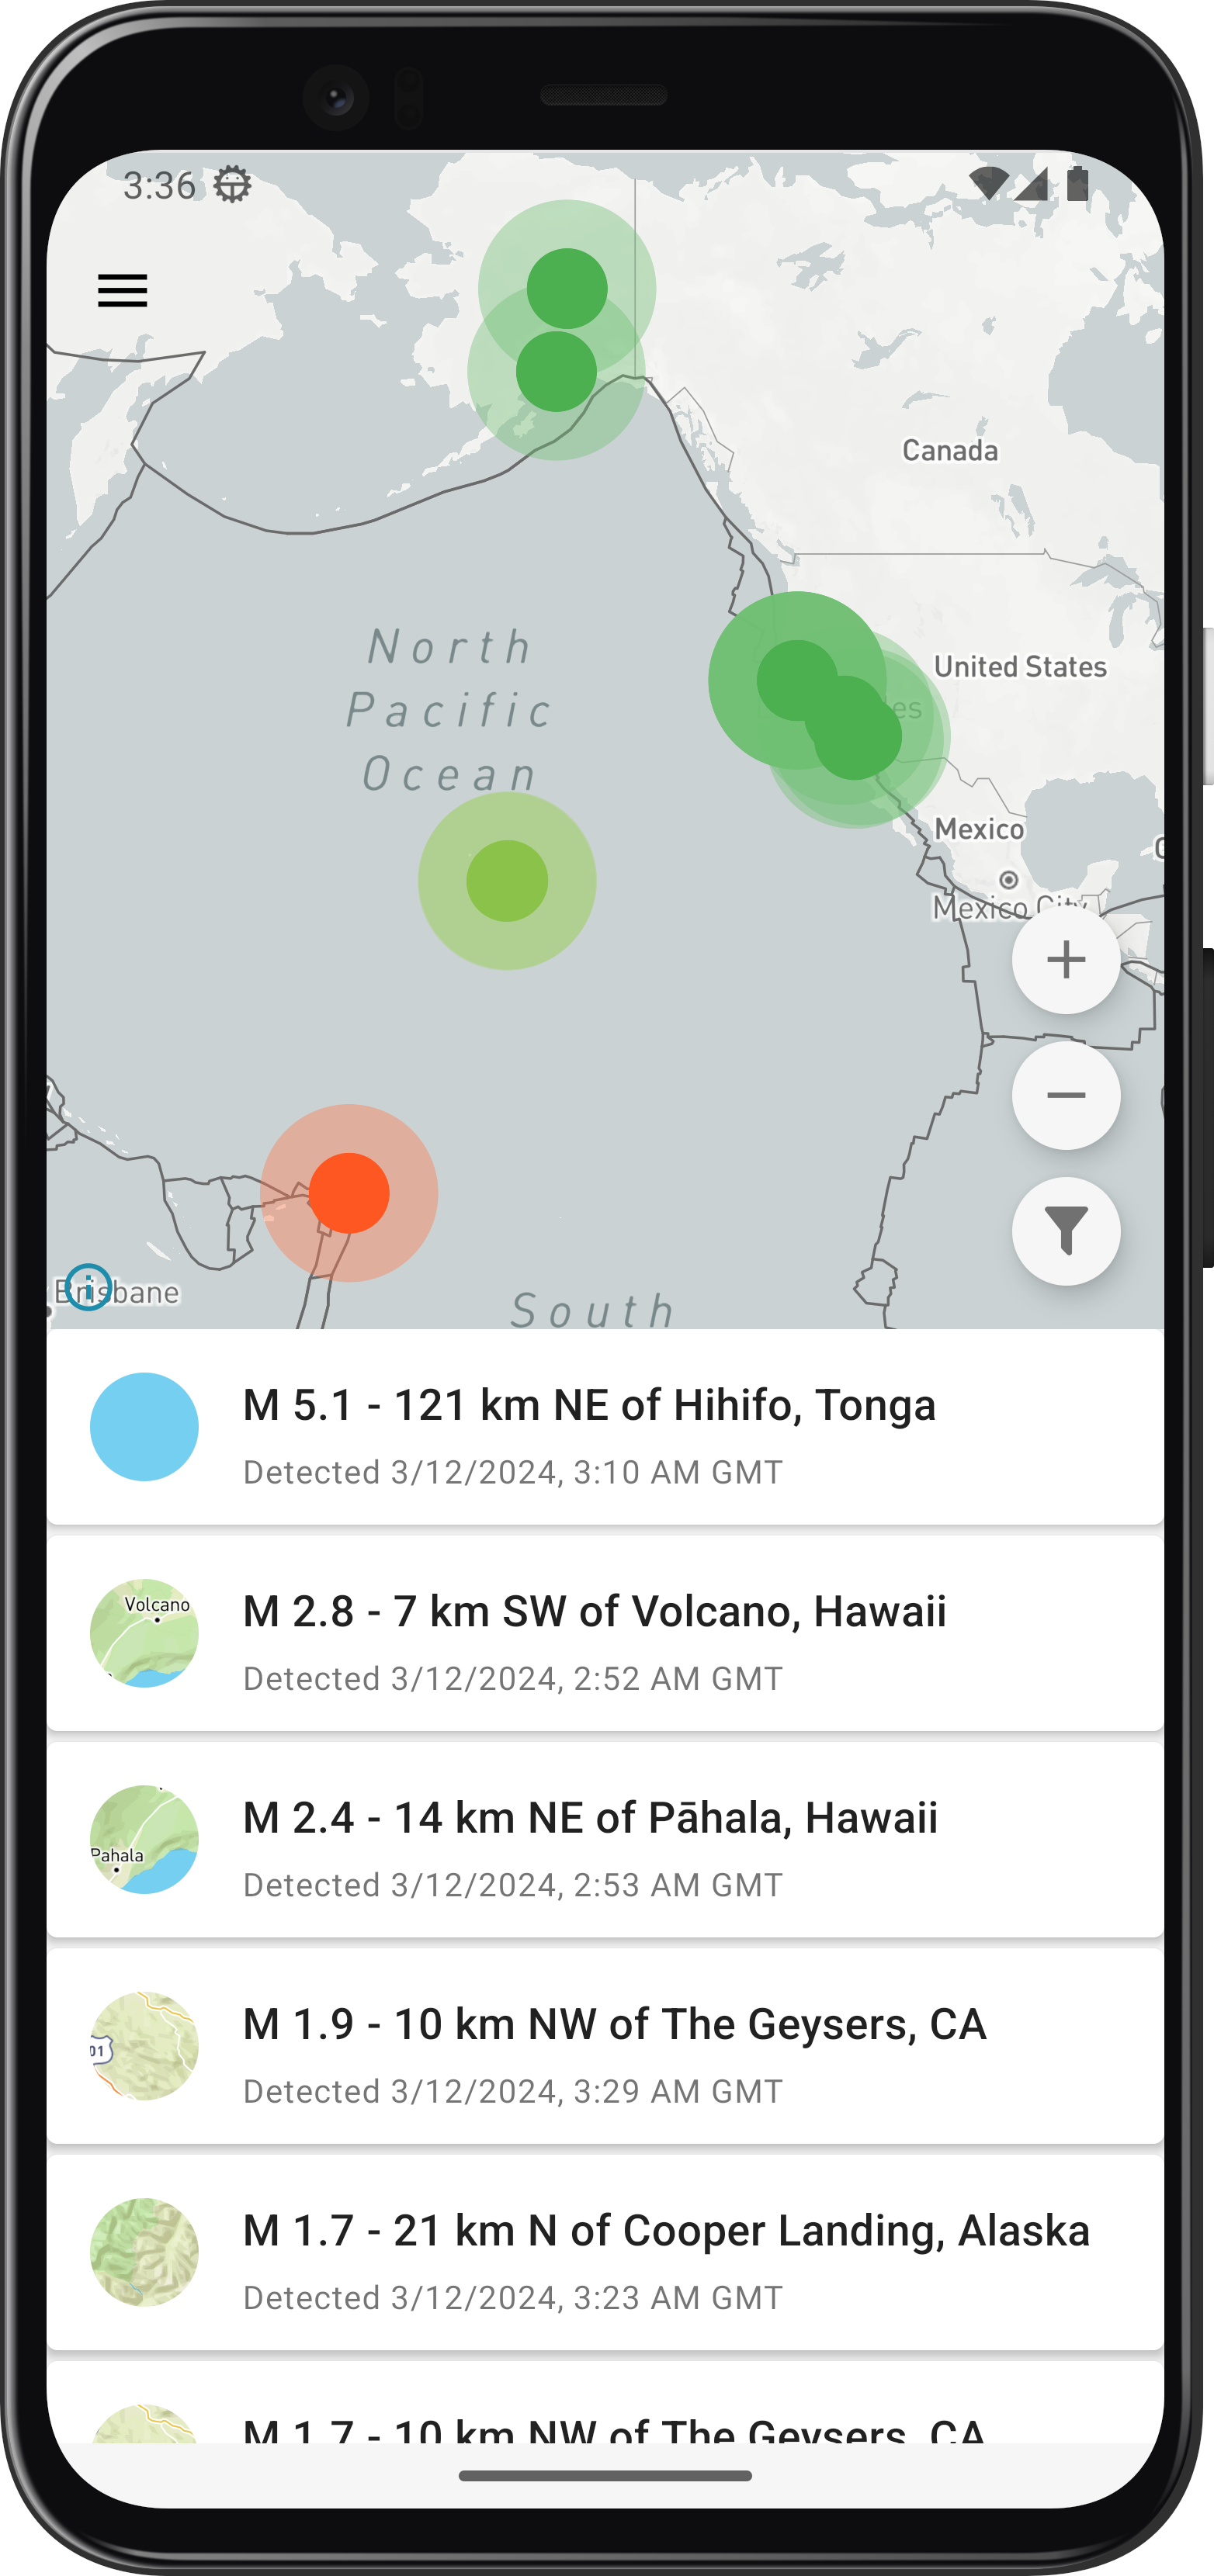 3:36
Canada
United States
es
North
Pacific
Ocean
Mexico
Mexico City
Brisbane
South
M 5.1 - 121 km NE of Hihifo, Tonga
Detected 3/12/2024, 3:10 AM GMT
Volcano
M 2.8 - 7 km SW of Volcano, Hawaii
Detected 3/12/2024, 2:52 AM GMT
Pahala
M 2.4 - 14 km NE of Pāhala, Hawaii
Detected 3/12/2024, 2:53 AM GMT
01
M 1.9 - 10 km NW of The Geysers, CA
Detected 3/12/2024, 3:29 AM GMT
M 1.7 - 21 km N of Cooper Landing, Alaska
Detected 3/12/2024, 3:23 AM GMT
M 1.7 - 10 km NW of The Geysers, CA